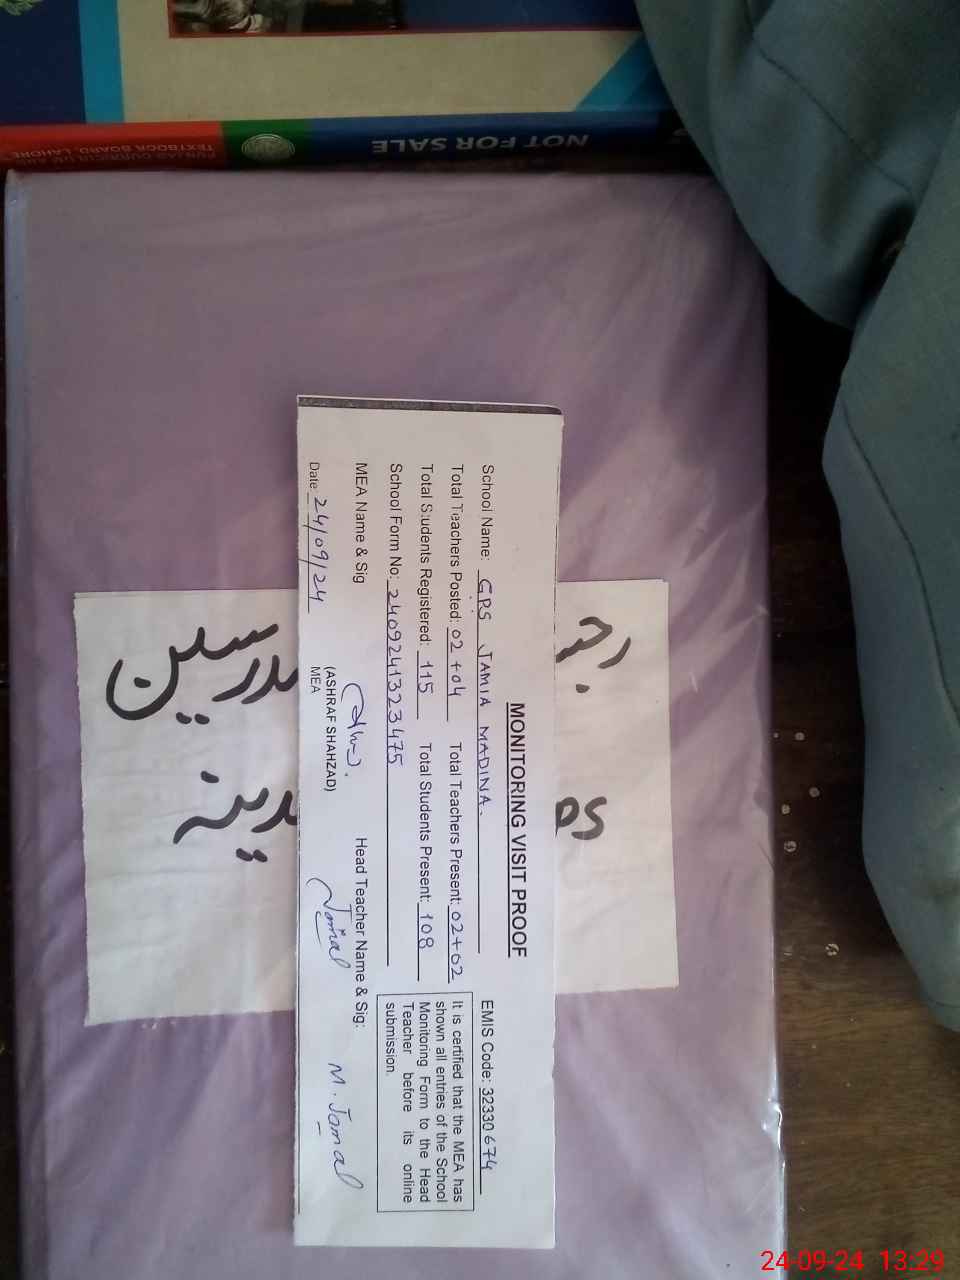 PUNJAB CURRICULUM AND
TEXTBOOK BOARD, LAHORE
NOT FOR SALE
MONITORING VISIT PROOF
School Name: GPS JAMIA MADINA.
EMIS Code: 32330674
Total Teachers Posted: 02+04 Total Teachers Present: 02+02
Total Students Registered: 115 Total Students Present: 108
School Form No: 2409241323475
It is certified that the MEA has
shown all entries of the School
Monitoring Form to the Head
Teacher before its online
submission.
MEA Name & Sig
(ASHRAF SHAHZAD)
MEA
Head Teacher Name & Sig:
Jamal M. Jamal
Date: 24/09/24
24-09-24 13:29